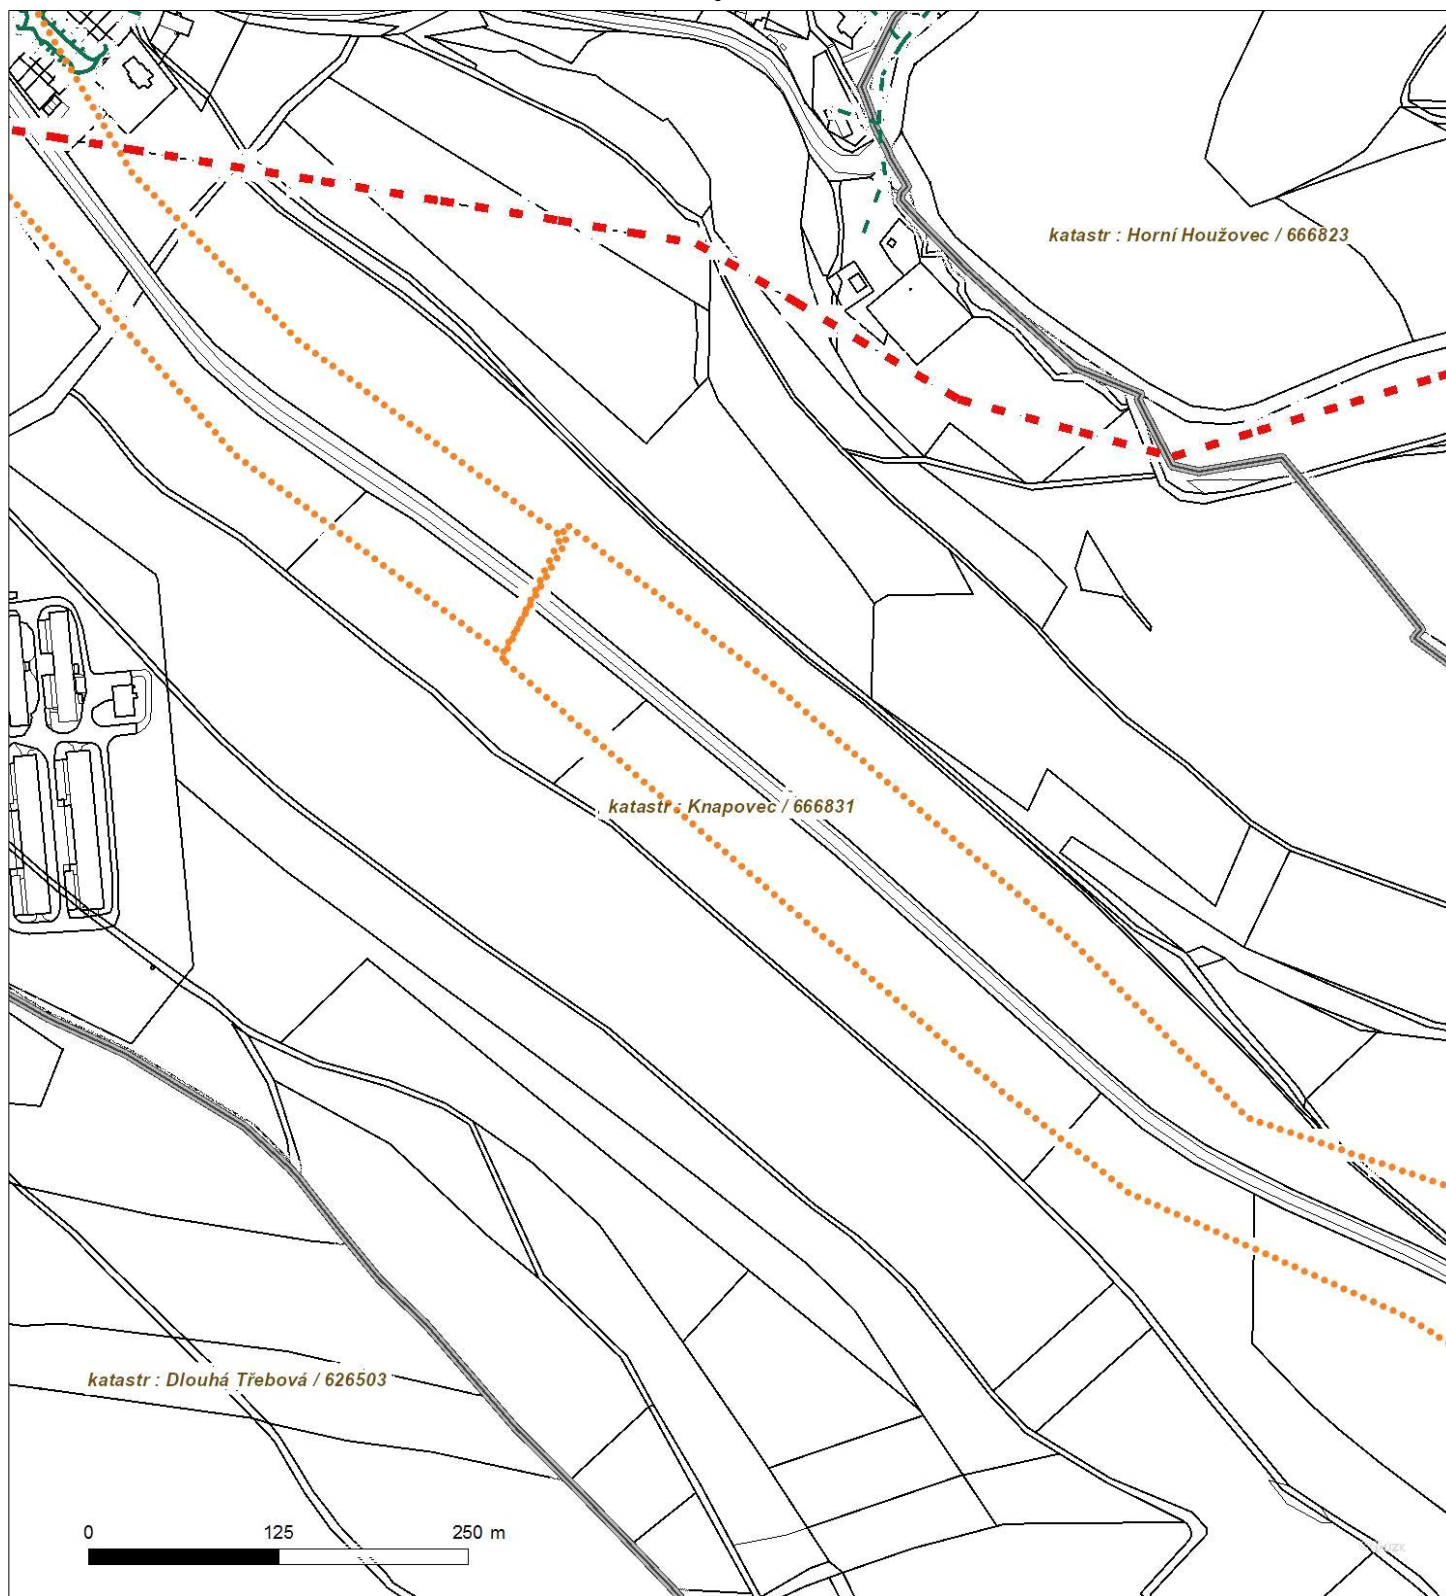 katastr : Horní Houžovec / 666823
katastr : Knapovec / 666831
katastr : Dlouhá Třebová / 626503
0 125 250 m